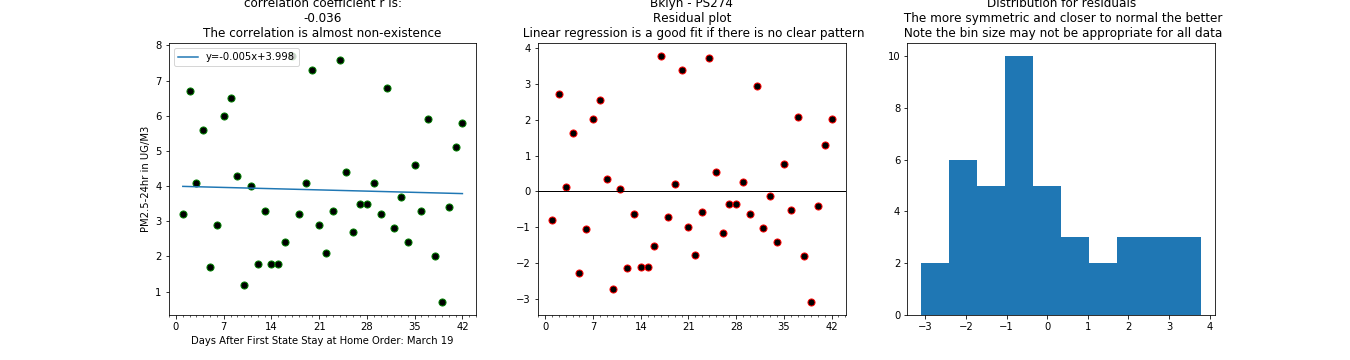 correlation coefficient r is:
-0.036
The correlation is almost non-existence
y=-0.005x+3.998
8
7
6
5
4
3
2
1
PM2.5-24hr in UG/M3
0 7 14 21 28 35 42
Days After First State Stay at Home Order: March 19
Bklyn - PS274
Residual plot
Linear regression is a good fit if there is no clear pattern
4
3
2
1
0
−1
−2
−3
0 7 14 21 28 35 42
Distribution for residuals
The more symmetric and closer to normal the better
Note the bin size may not be appropriate for all data
10
8
6
4
2
0
−3 −2 −1 0 1 2 3 4